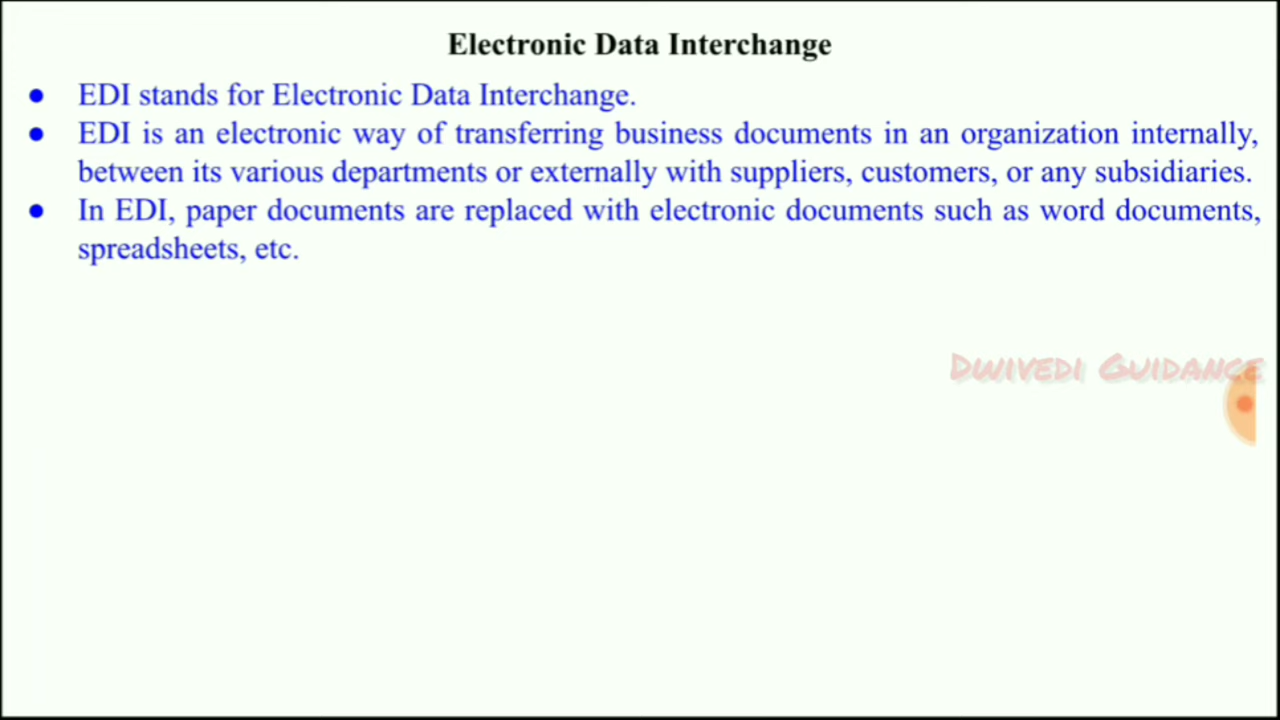 Electronic Data Interchange
● EDI stands for Electronic Data Interchange.
● EDI is an electronic way of transferring business documents in an organization internally,
between its various departments or externally with suppliers, customers, or any subsidiaries.
● In EDI, paper documents are replaced with electronic documents such as word documents,
spreadsheets, etc.
Dwivedi Guidance